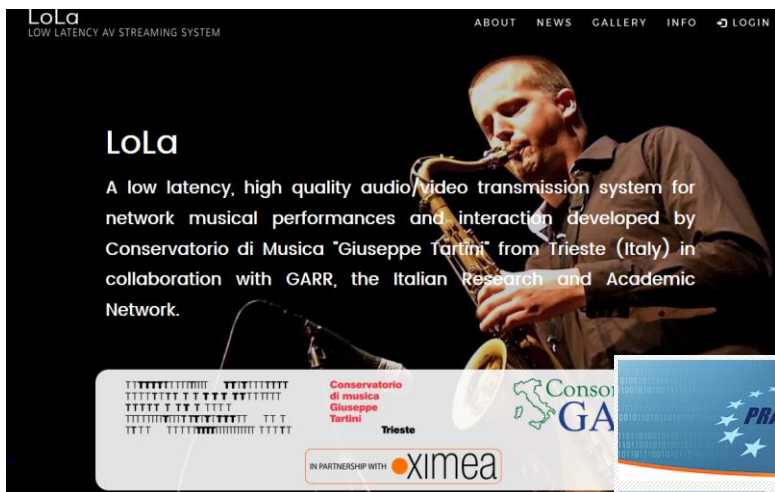 LoLa
LOW LATENCY AV STREAMING SYSTEM
ABOUT NEWS GALLERY INFO LOGIN
LoLa
A low latency, high quality audio/video transmission system for
network musical performances and interaction developed by
Conservatorio di Musica "Giuseppe Tartini" from Trieste (Italy) in
collaboration with GARR, the Italian Research and Academic
Network.
Conservatorio
di musica
Giuseppe
Tartini
Trieste
Conso
GA
PRA
IN PARTNERSHIP WITH XIMEA